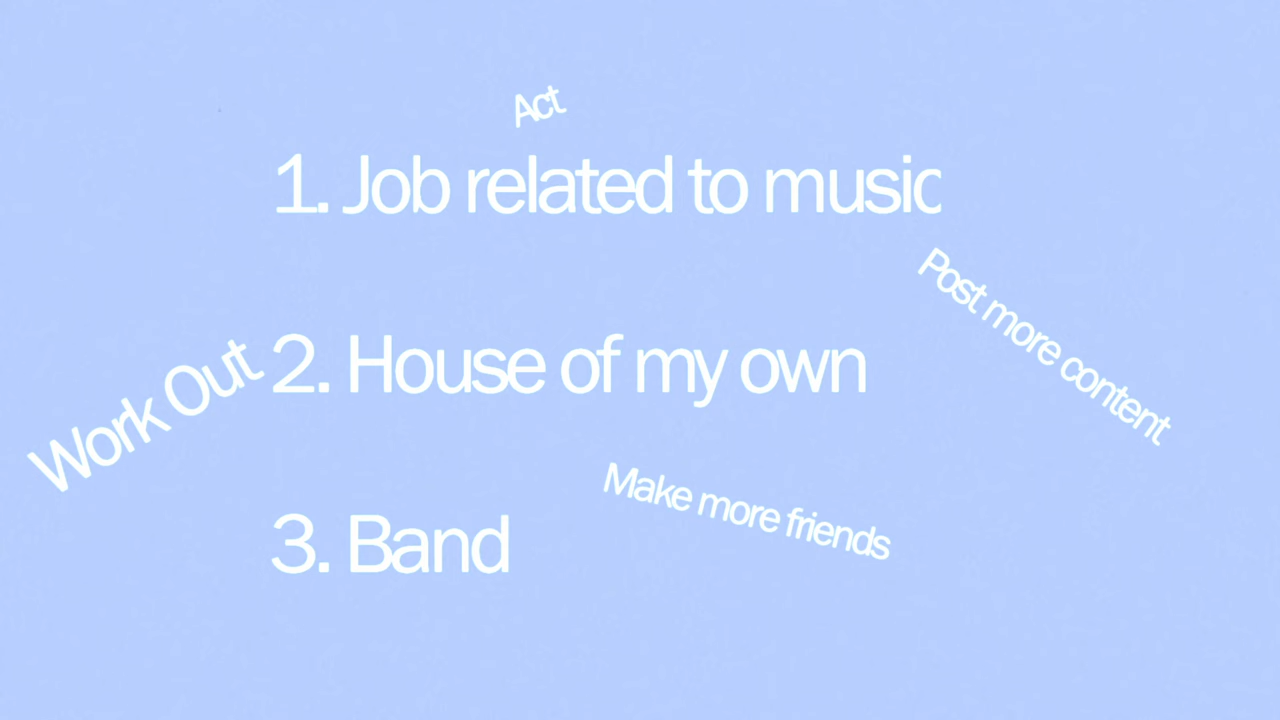 Act
1. Job related to music
Post more content
Work Out
2. House of my own
Make more friends
3. Band